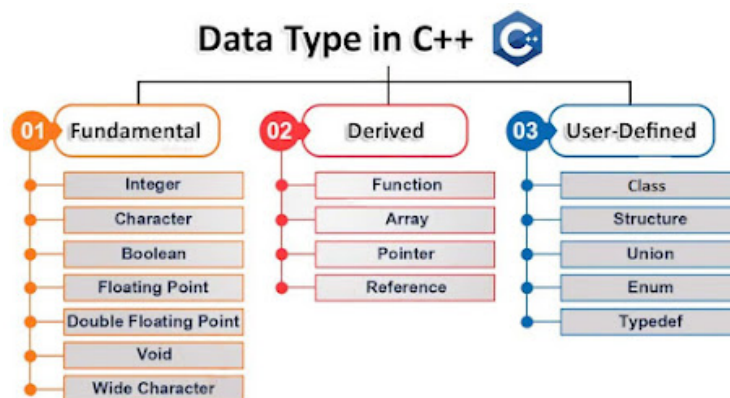 Data Type in C++
C++
01 Fundamental
Integer
Character
Boolean
Floating Point
Double Floating Point
Void
Wide Character
02 Derived
Function
Array
Pointer
Reference
03 User-Defined
Class
Structure
Union
Enum
Typedef